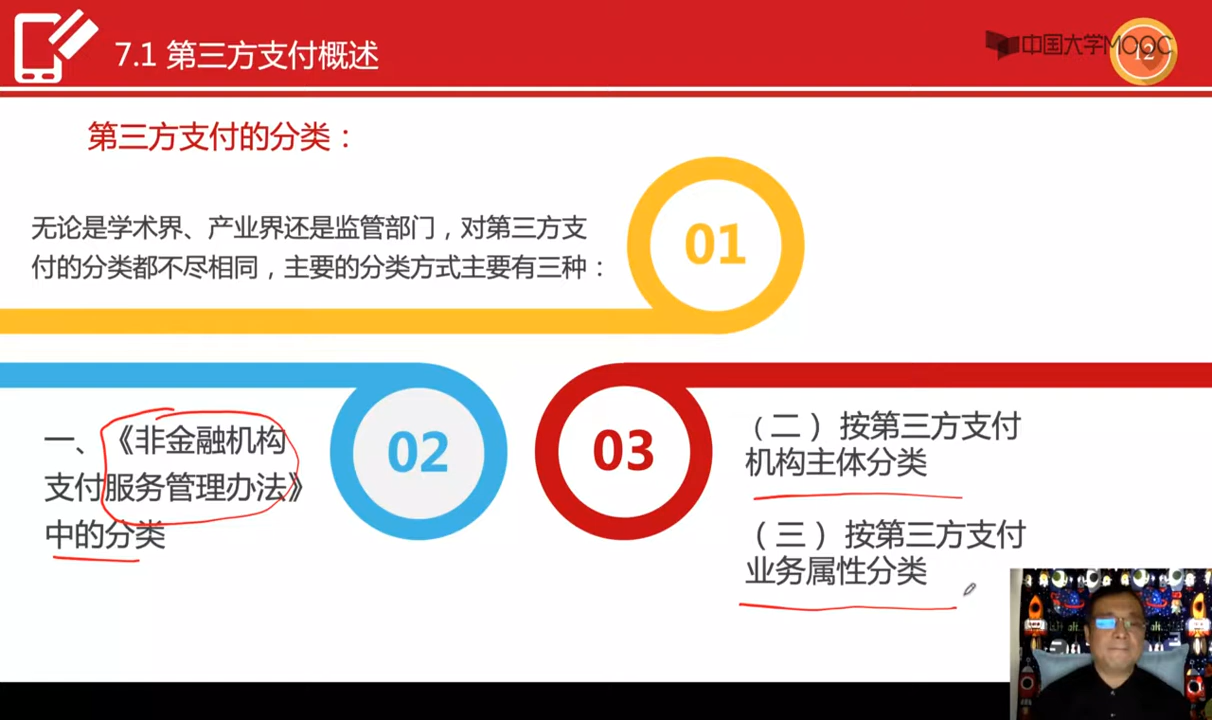 7.1 第三方支付概述
中国大学MOOC
12
第三方支付的分类：
无论是学术界、产业界还是监管部门，对第三方支
付的分类都不尽相同，主要的分类方式主要有三种：
01
一、《非金融机构
支付服务管理办法》
中的分类
02
03
（二） 按第三方支付
机构主体分类
（三） 按第三方支付
业务属性分类